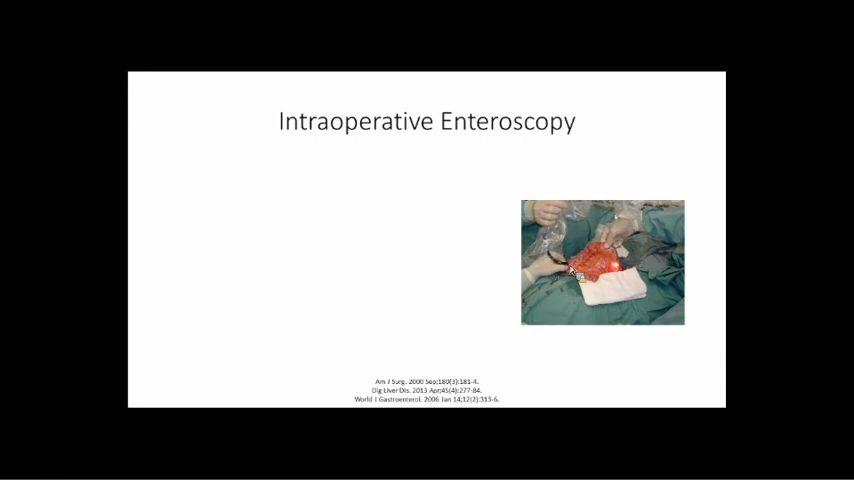 Intraoperative Enteroscopy
Am J Surg. 2000 Sep;180(3):181-4.
Dig Liver Dis. 2013 Apr;45(4):277-84.
World J Gastroenterol. 2006 Jan 14;12(2):313-6.